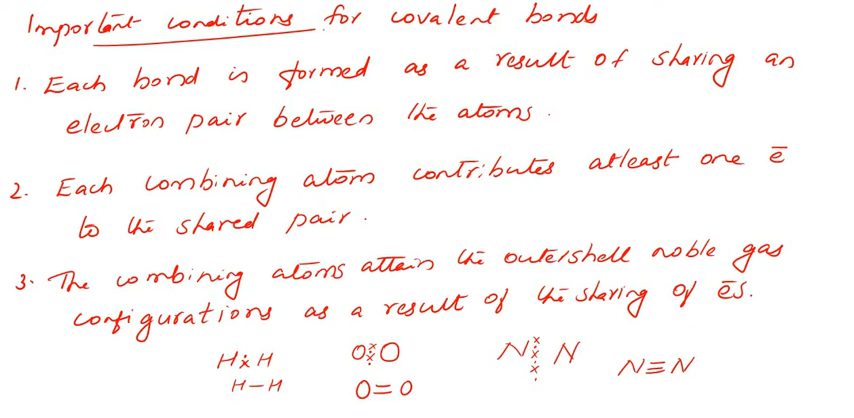 Important conditions for covalent bonds
1. Each bond is formed as a result of sharing an
electron pair between the atoms.
2. Each combining atom contributes atleast one ē
to the shared pair.
3. The combining atoms attain the outershell noble gas
configurations as a result of the sharing of ēs.
H ẋ H O ẋ ẋ O N ẋ ẋ ẋ N N≡N
H–H O=O